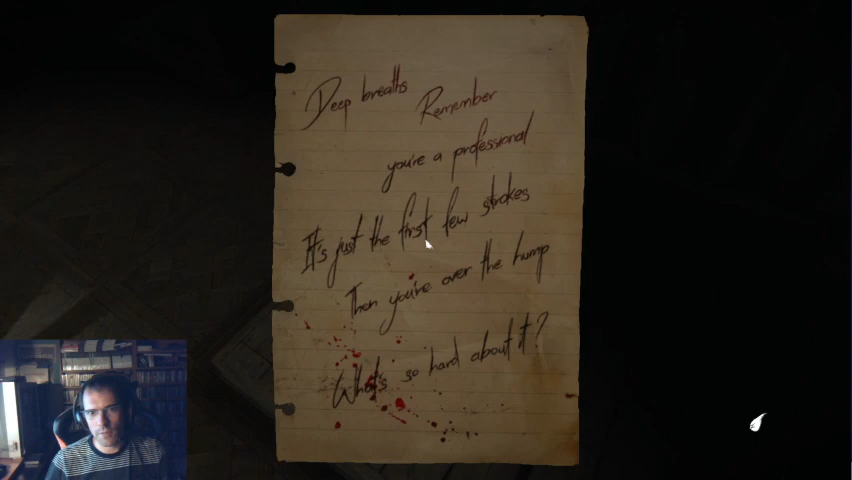 Deep breaths Remember
you're a professional
It's just the first few strokes
Then you're over the hump
What's so hard about it?